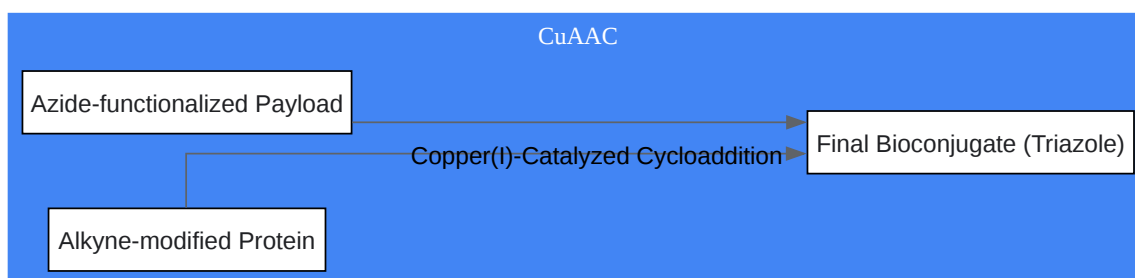 CuAAC
Azide-functionalized Payload
Final Bioconjugate (Triazole)
Copper(I)-Catalyzed Cycloaddition
Alkyne-modified Protein